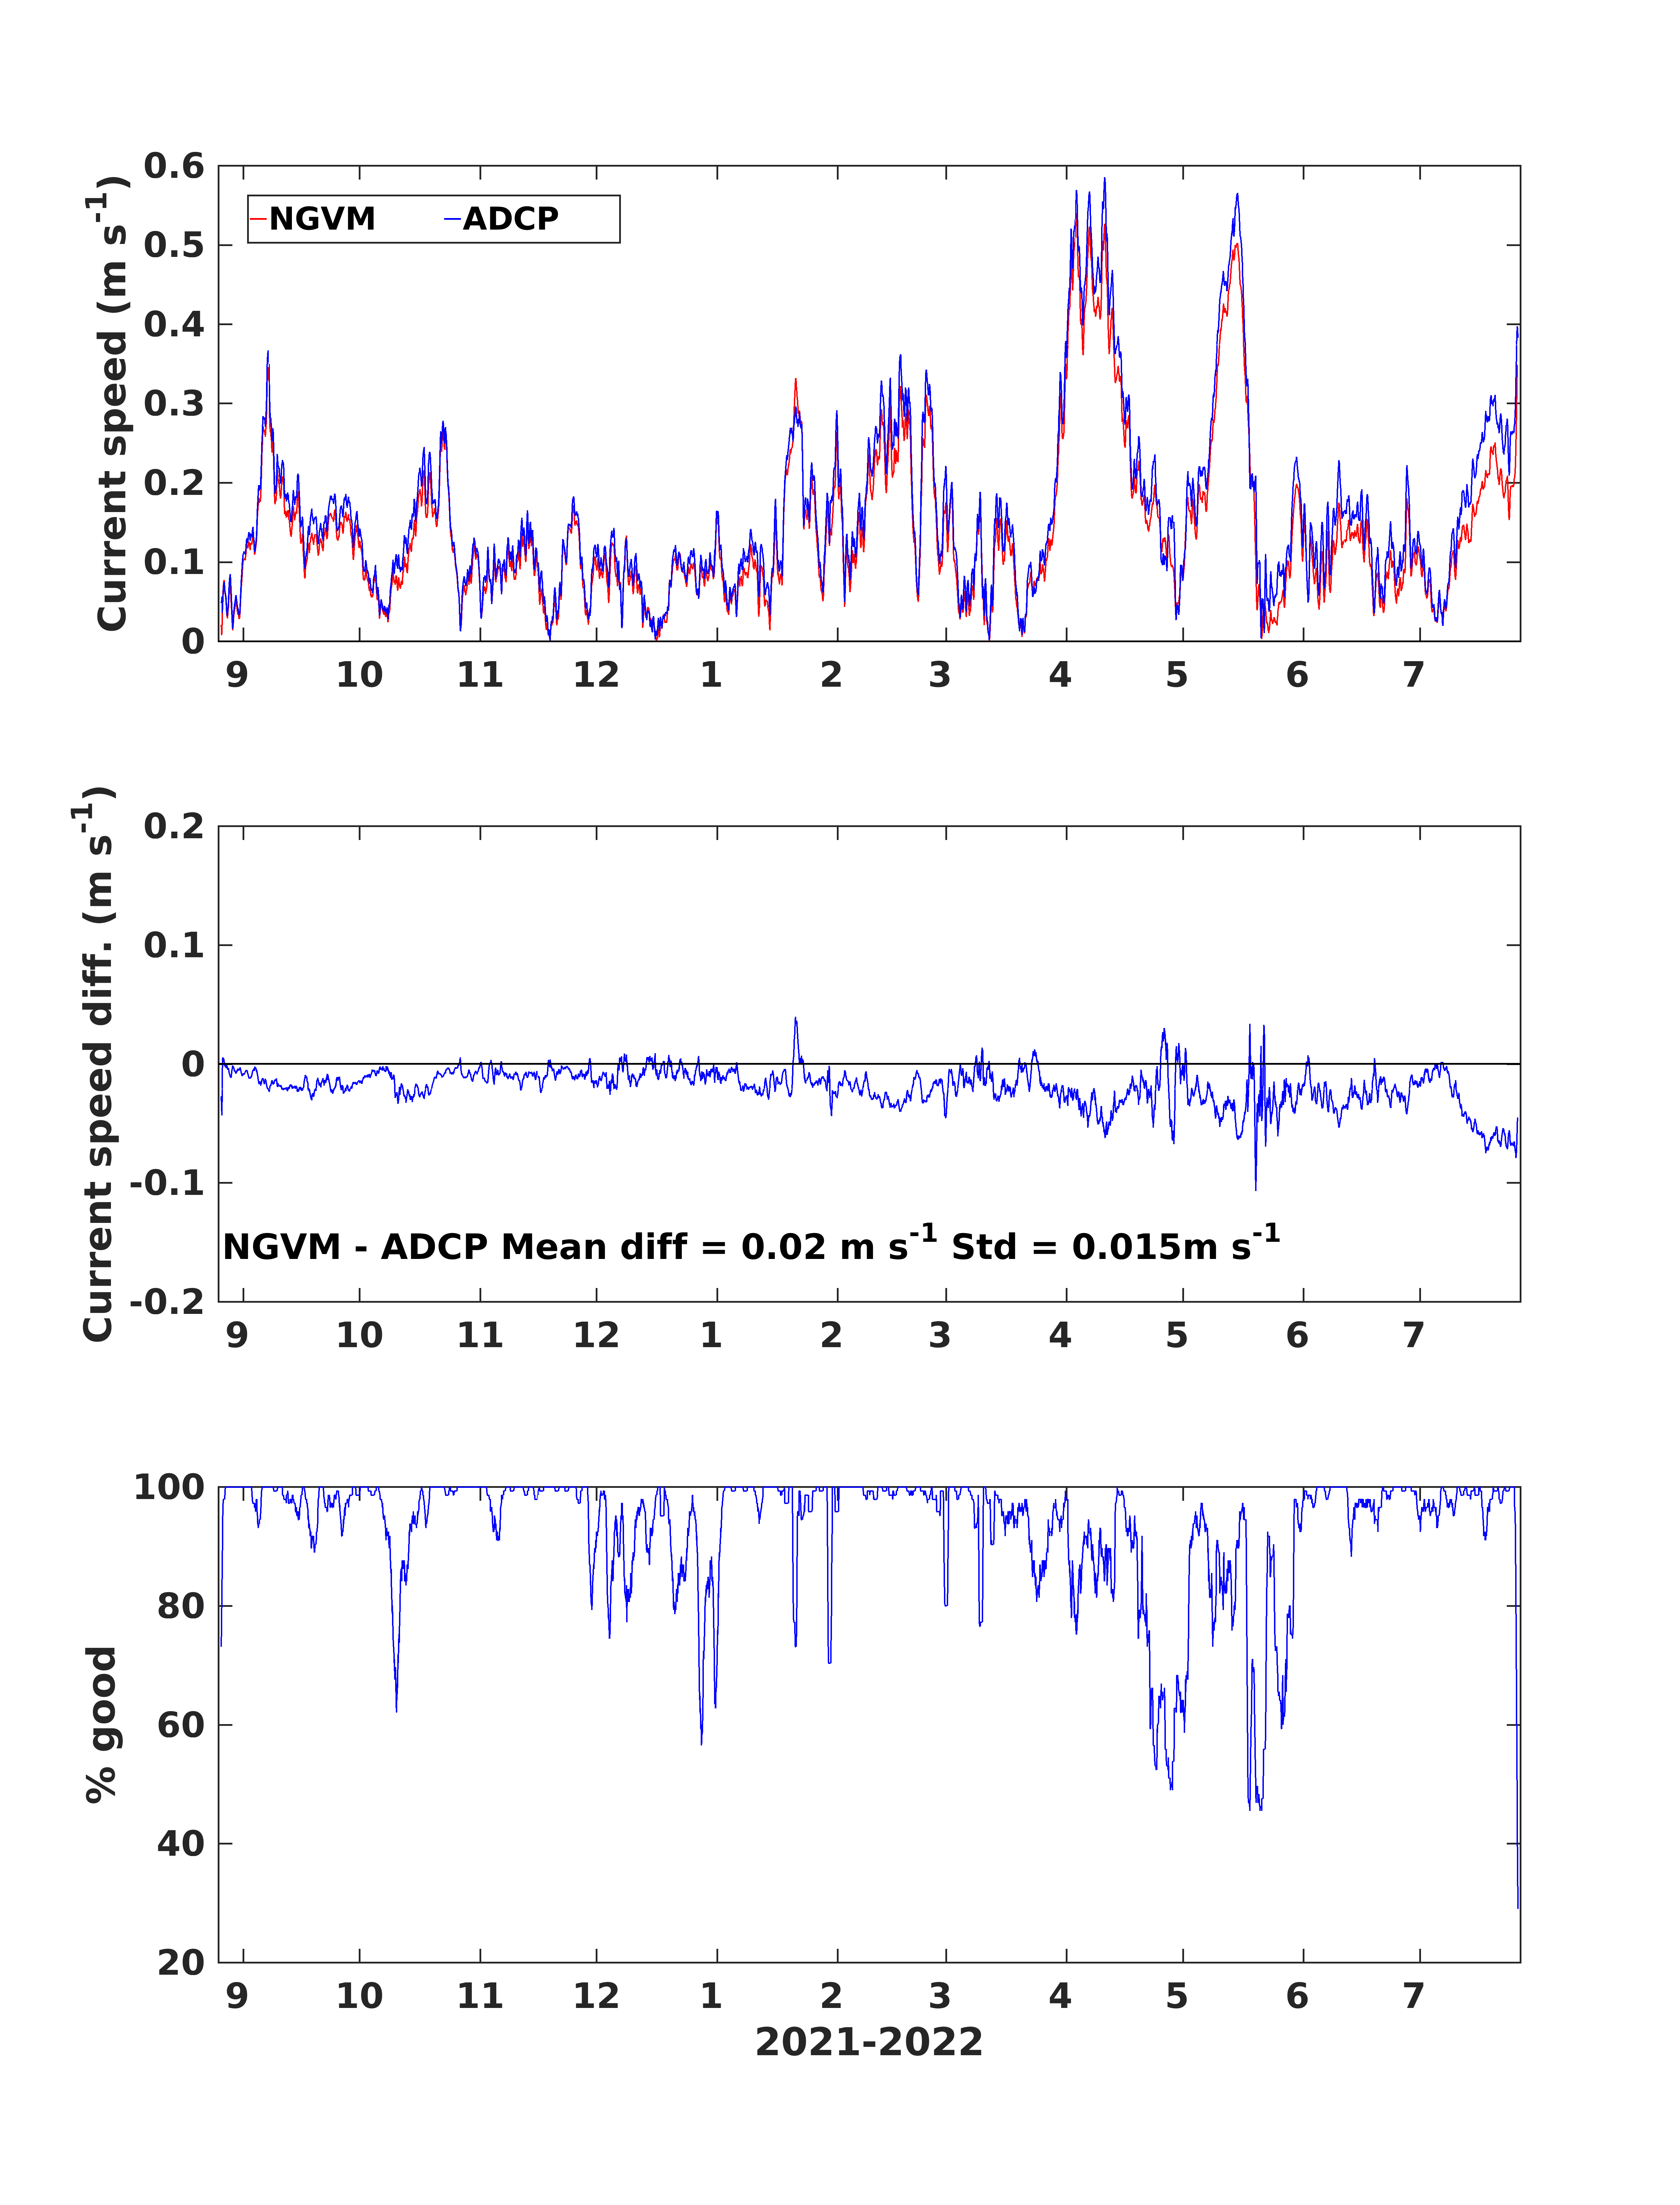 Current speed (m s-1)
0.6
0.5
0.4
0.3
0.2
0.1
0
NGVM ADCP
9 10 11 12 1 2 3 4 5 6 7
Current speed diff. (m s-1)
0.2
0.1
0
-0.1
-0.2
NGVM - ADCP Mean diff = 0.02 m s-1 Std = 0.015m s-1
9 10 11 12 1 2 3 4 5 6 7
% good
100
80
60
40
20
9 10 11 12 1 2 3 4 5 6 7
2021-2022